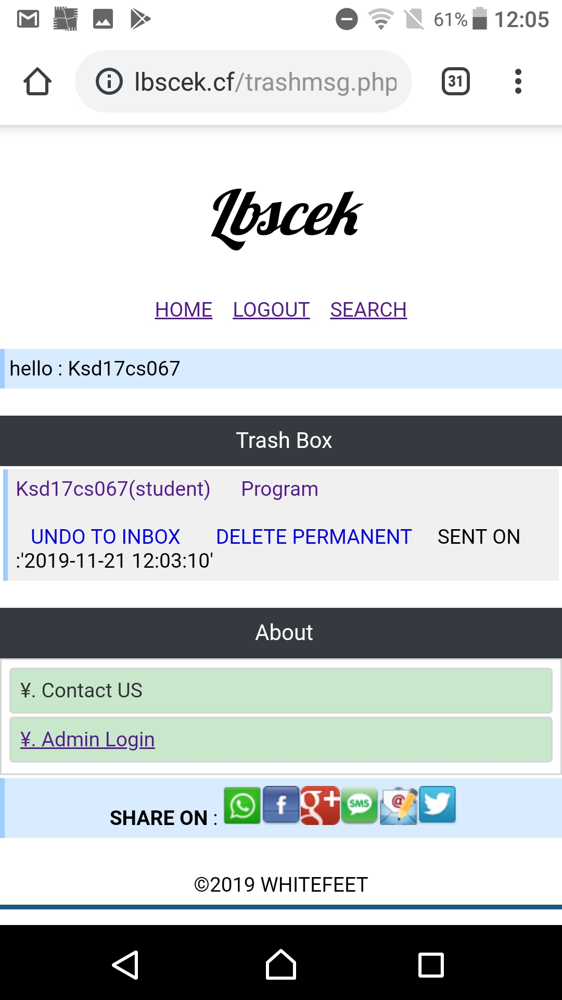 61% 12:05
lbscek.cf/trashmsg.php
31
Lbscek
HOME LOGOUT SEARCH
hello : Ksd17cs067
Trash Box
Ksd17cs067(student) Program
UNDO TO INBOX DELETE PERMANENT SENT ON
:'2019-11-21 12:03:10'
About
¥. Contact US
¥. Admin Login
SHARE ON : f g+ SMS @
©2019 WHITEFEET